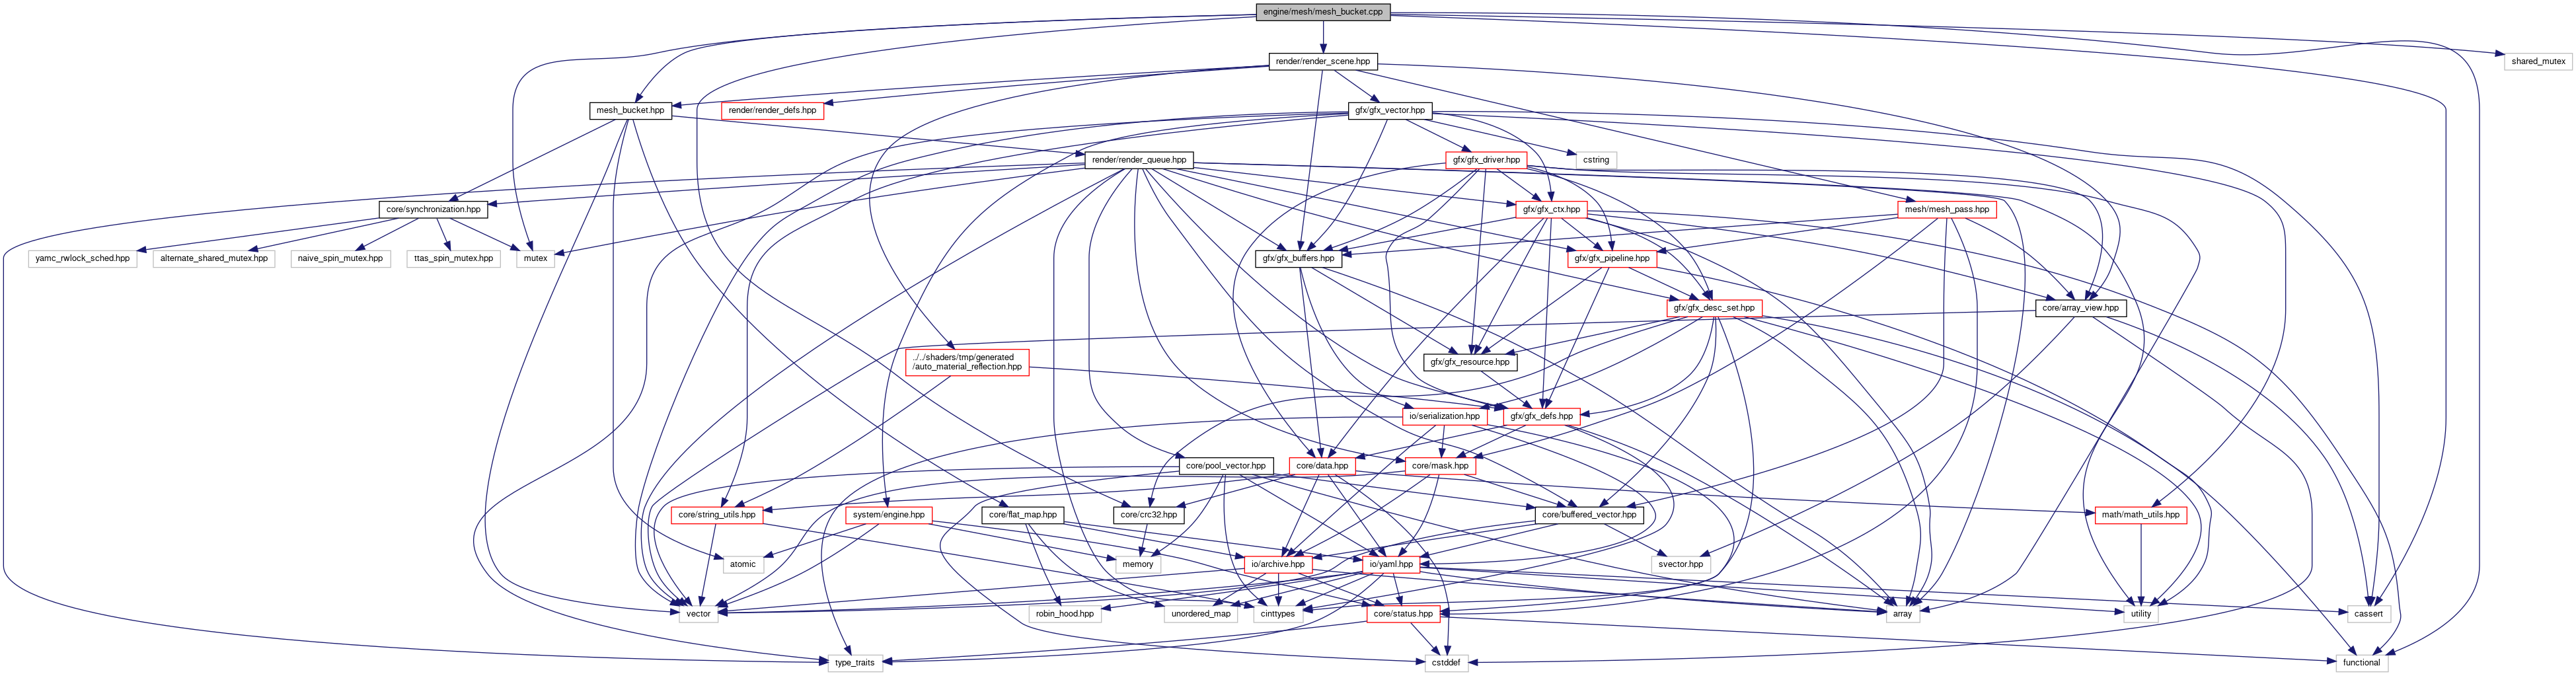 engine/mesh/mesh_bucket.cpp
render/render_scene.hpp
shared_mutex
mesh_bucket.hpp
render/render_defs.hpp
gfx/gfx_vector.hpp
render/render_queue.hpp
gfx/gfx_driver.hpp
cstring
core/synchronization.hpp
gfx/gfx_ctx.hpp
mesh/mesh_pass.hpp
yamc_rwlock_sched.hpp
alternate_shared_mutex.hpp
naive_spin_mutex.hpp
ttas_spin_mutex.hpp
mutex
gfx/gfx_buffers.hpp
gfx/gfx_pipeline.hpp
gfx/gfx_desc_set.hpp
core/array_view.hpp
../../shaders/tmp/generated
/auto_material_reflection.hpp
gfx/gfx_resource.hpp
io/serialization.hpp
gfx/gfx_defs.hpp
core/pool_vector.hpp
core/data.hpp
core/mask.hpp
core/string_utils.hpp
system/engine.hpp
core/flat_map.hpp
core/crc32.hpp
core/buffered_vector.hpp
math/math_utils.hpp
atomic
memory
io/archive.hpp
io/yaml.hpp
svector.hpp
vector
robin_hood.hpp
unordered_map
cinttypes
core/status.hpp
array
utility
cassert
type_traits
cstddef
functional